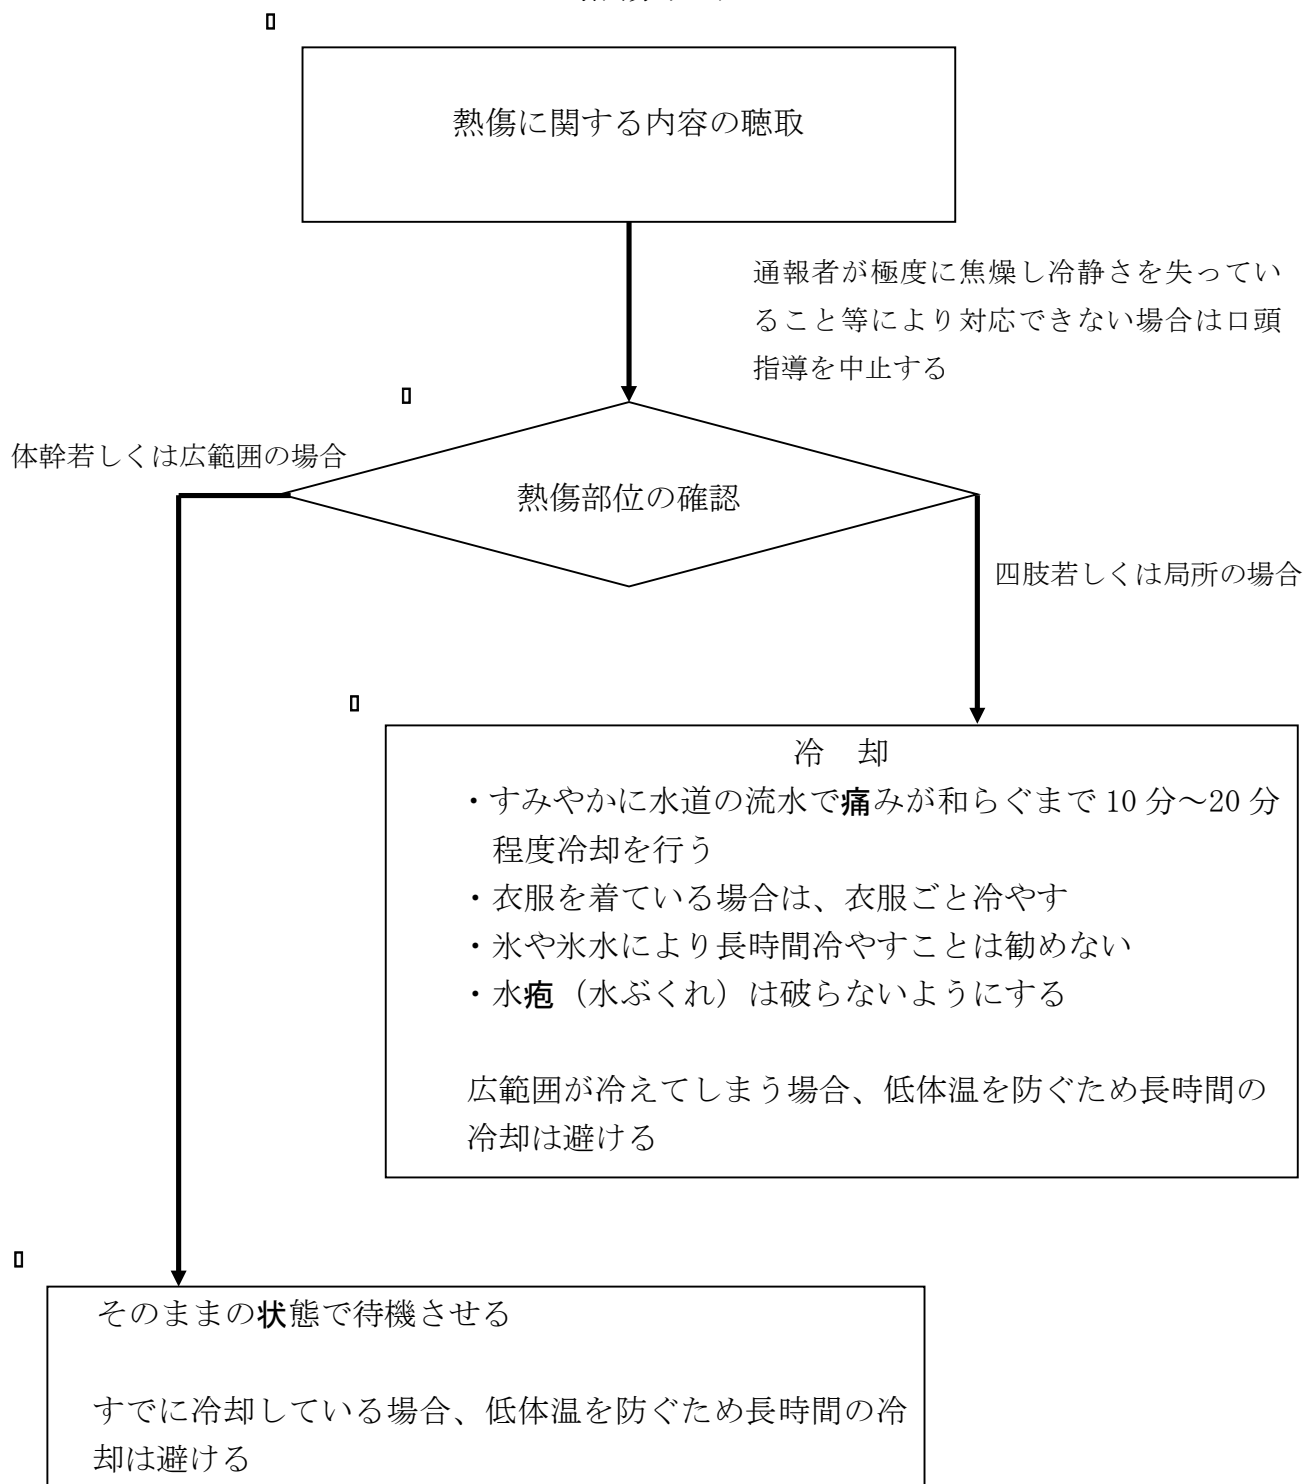 熱傷に関する内容の聴取
通報者が極度に焦燥し冷静さを失ってい
ること等により対応できない場合は口頭
指導を中止する
体幹若しくは広範囲の場合
熱傷部位の確認
四肢若しくは局所の場合
冷　却
・すみやかに水道の流水で痛みが和らぐまで 10 分～20 分
程度冷却を行う
・衣服を着ている場合は、衣服ごと冷やす
・氷や氷水により長時間冷やすことは勧めない
・水疱（水ぶくれ）は破らないようにする
広範囲が冷えてしまう場合、低体温を防ぐため長時間の
冷却は避ける
そのままの状態で待機させる
すでに冷却している場合、低体温を防ぐため長時間の冷
却は避ける